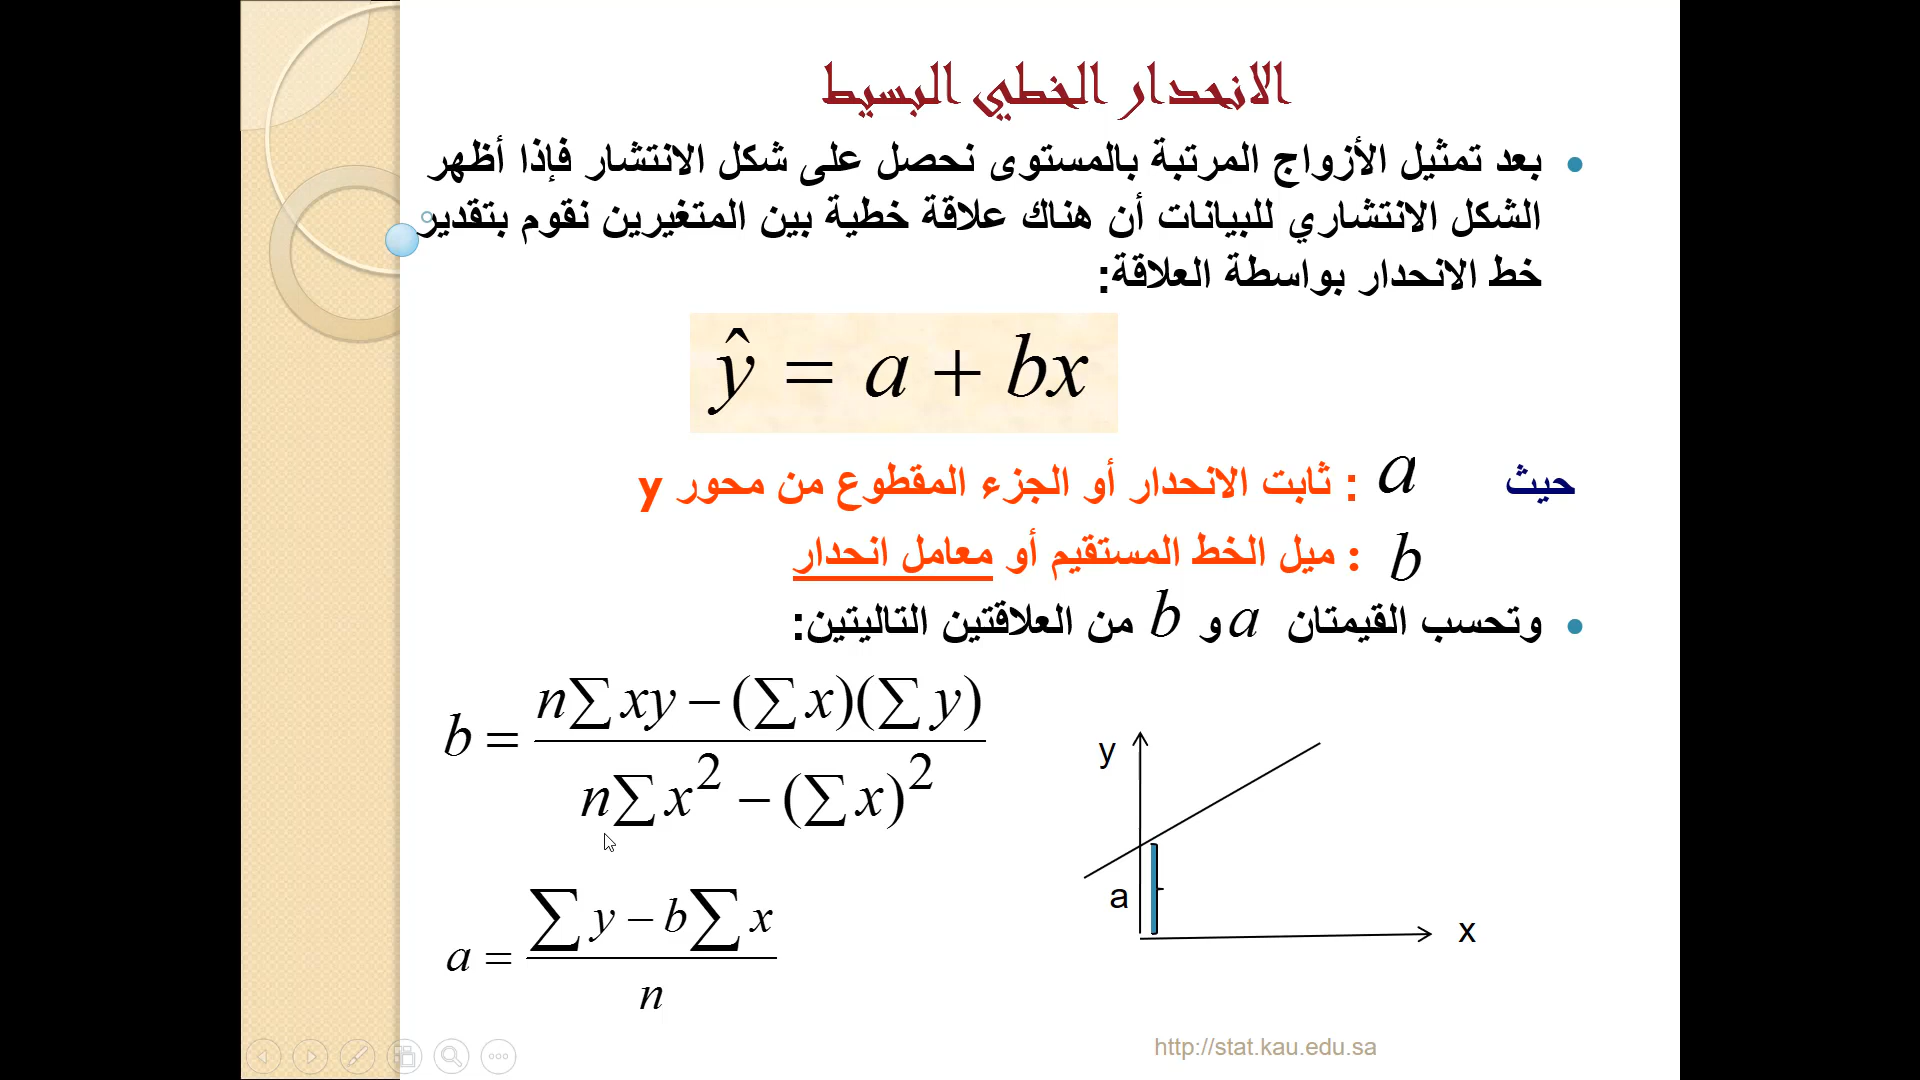 الانحدار الخطي البسيط
• بعد تمثيل الأزواج المرتبة بالمستوى نحصل على شكل الانتشار فإذا أظهر
الشكل الانتشاري للبيانات أن هناك علاقة خطية بين المتغيرين نقوم بتقدير
خط الانحدار بواسطة العلاقة:
ŷ = a + bx
حيث a : ثابت الانحدار أو الجزء المقطوع من محور y
b : ميل الخط المستقيم أو معامل انحدار
• وتحسب القيمتان a و b من العلاقتين التاليتين:
b = (n∑xy − (∑x)(∑y)) / (n∑x² − (∑x)²)
y
a
x
a = (∑y − b∑x) / n
http://stat.kau.edu.sa